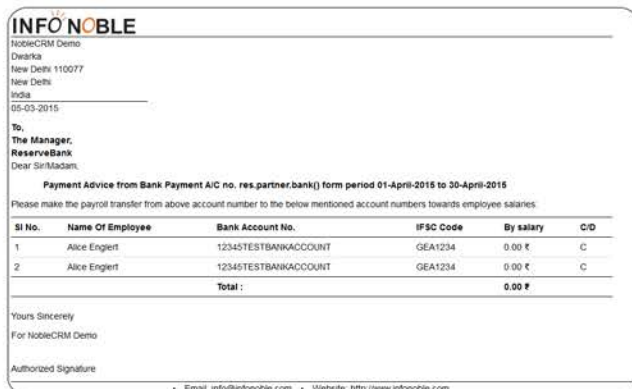 INFO NOBLE
NobleCRM Demo
Dwarka
New Delhi 110077
New Delhi
India
05-03-2015
To,
The Manager,
ReserveBank
Dear Sir/Madam,
Payment Advice from Bank Payment A/C no. res.partner.bank() form period 01-April-2015 to 30-April-2015
Please make the payroll transfer from above account number to the below mentioned account numbers towards employee salaries:
SI No. Name Of Employee Bank Account No. IFSC Code By salary C/D
1 Alice Englert 12345TESTBANKACCOUNT GEA1234 0.00 ₹ C
2 Alice Englert 12345TESTBANKACCOUNT GEA1234 0.00 ₹ C
Total : 0.00 ₹
Yours Sincerely
For NobleCRM Demo
Authorized Signature
• Email: info@infonoble.com • Website: http://www.infonoble.com